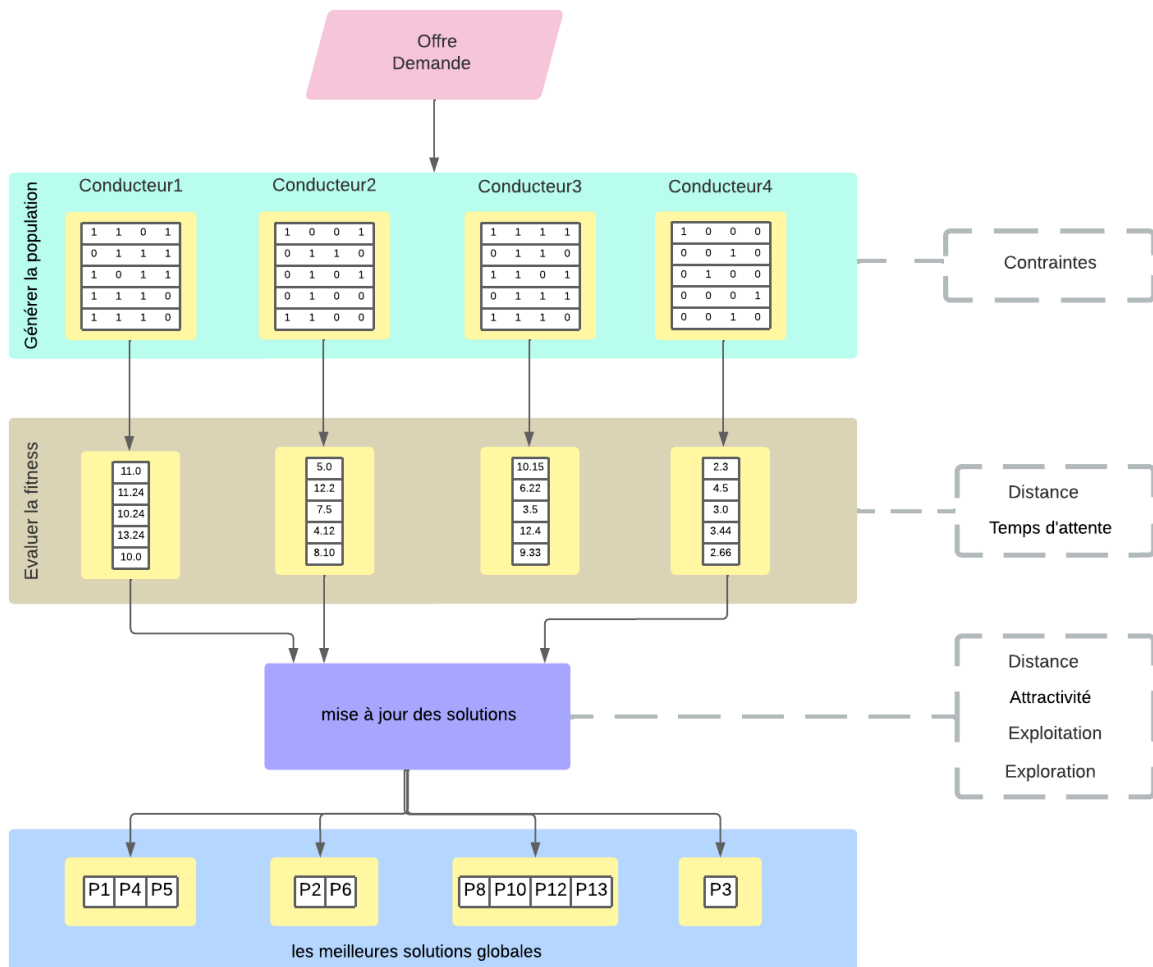 Offre
Demande
Générer la population
Conducteur1
Conducteur2
Conducteur3
Conducteur4
1 1 0 1
0 1 1 1
1 0 1 1
1 1 1 0
1 1 1 0
1 0 0 1
0 1 1 0
1 0 0 1
0 1 0 0
1 1 0 0
1 1 1 1
0 1 1 0
1 1 0 1
0 1 1 1
1 1 1 0
1 0 0 0
0 0 1 0
0 1 0 0
0 0 0 1
0 0 1 0
Contraintes
Evaluer la fitness
11.0
11.24
10.24
13.24
10.0
5.0
12.2
7.5
4.12
8.10
10.15
6.22
3.5
12.4
9.33
2.3
4.5
3.0
3.44
2.66
Distance
Temps d'attente
mise à jour des solutions
Distance
Attractivité
Exploitation
Exploration
P1 P4 P5
P2 P6
P8 P10 P12 P13
P3
les meilleures solutions globales